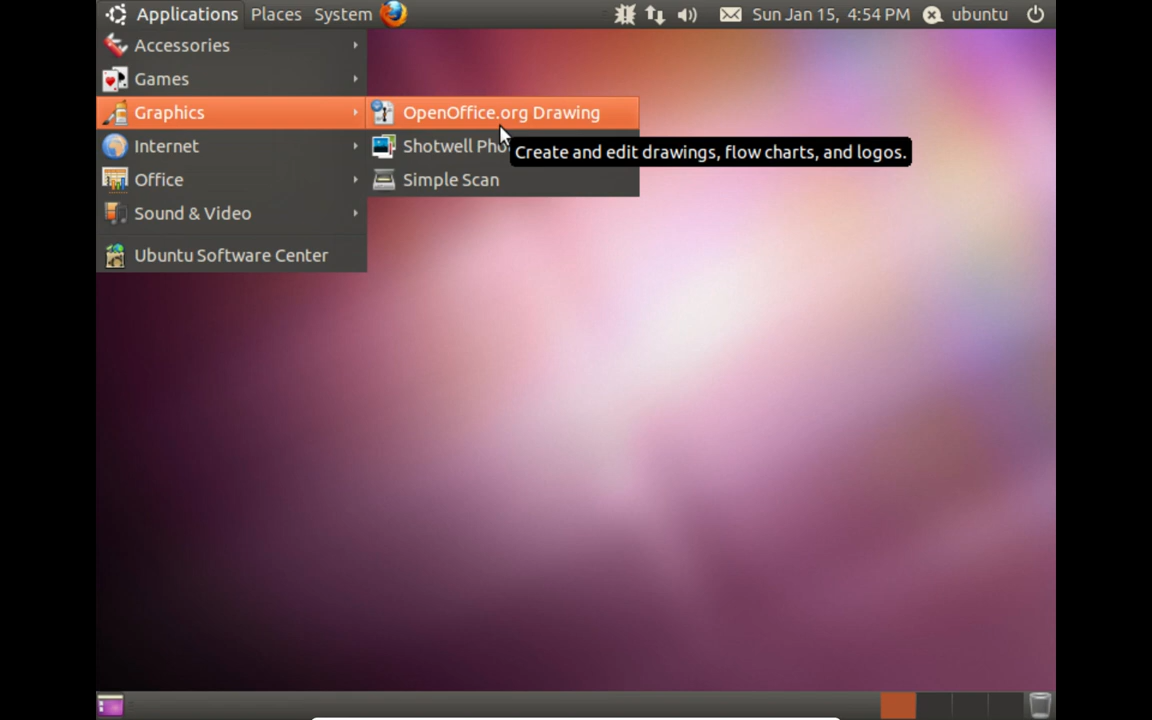 Applications Places System Sun Jan 15, 4:54 PM ubuntu
Accessories
Games
Graphics
Internet
Office
Sound & Video
Ubuntu Software Center
OpenOffice.org Drawing
Shotwell
Simple Scan
Create and edit drawings, flow charts, and logos.